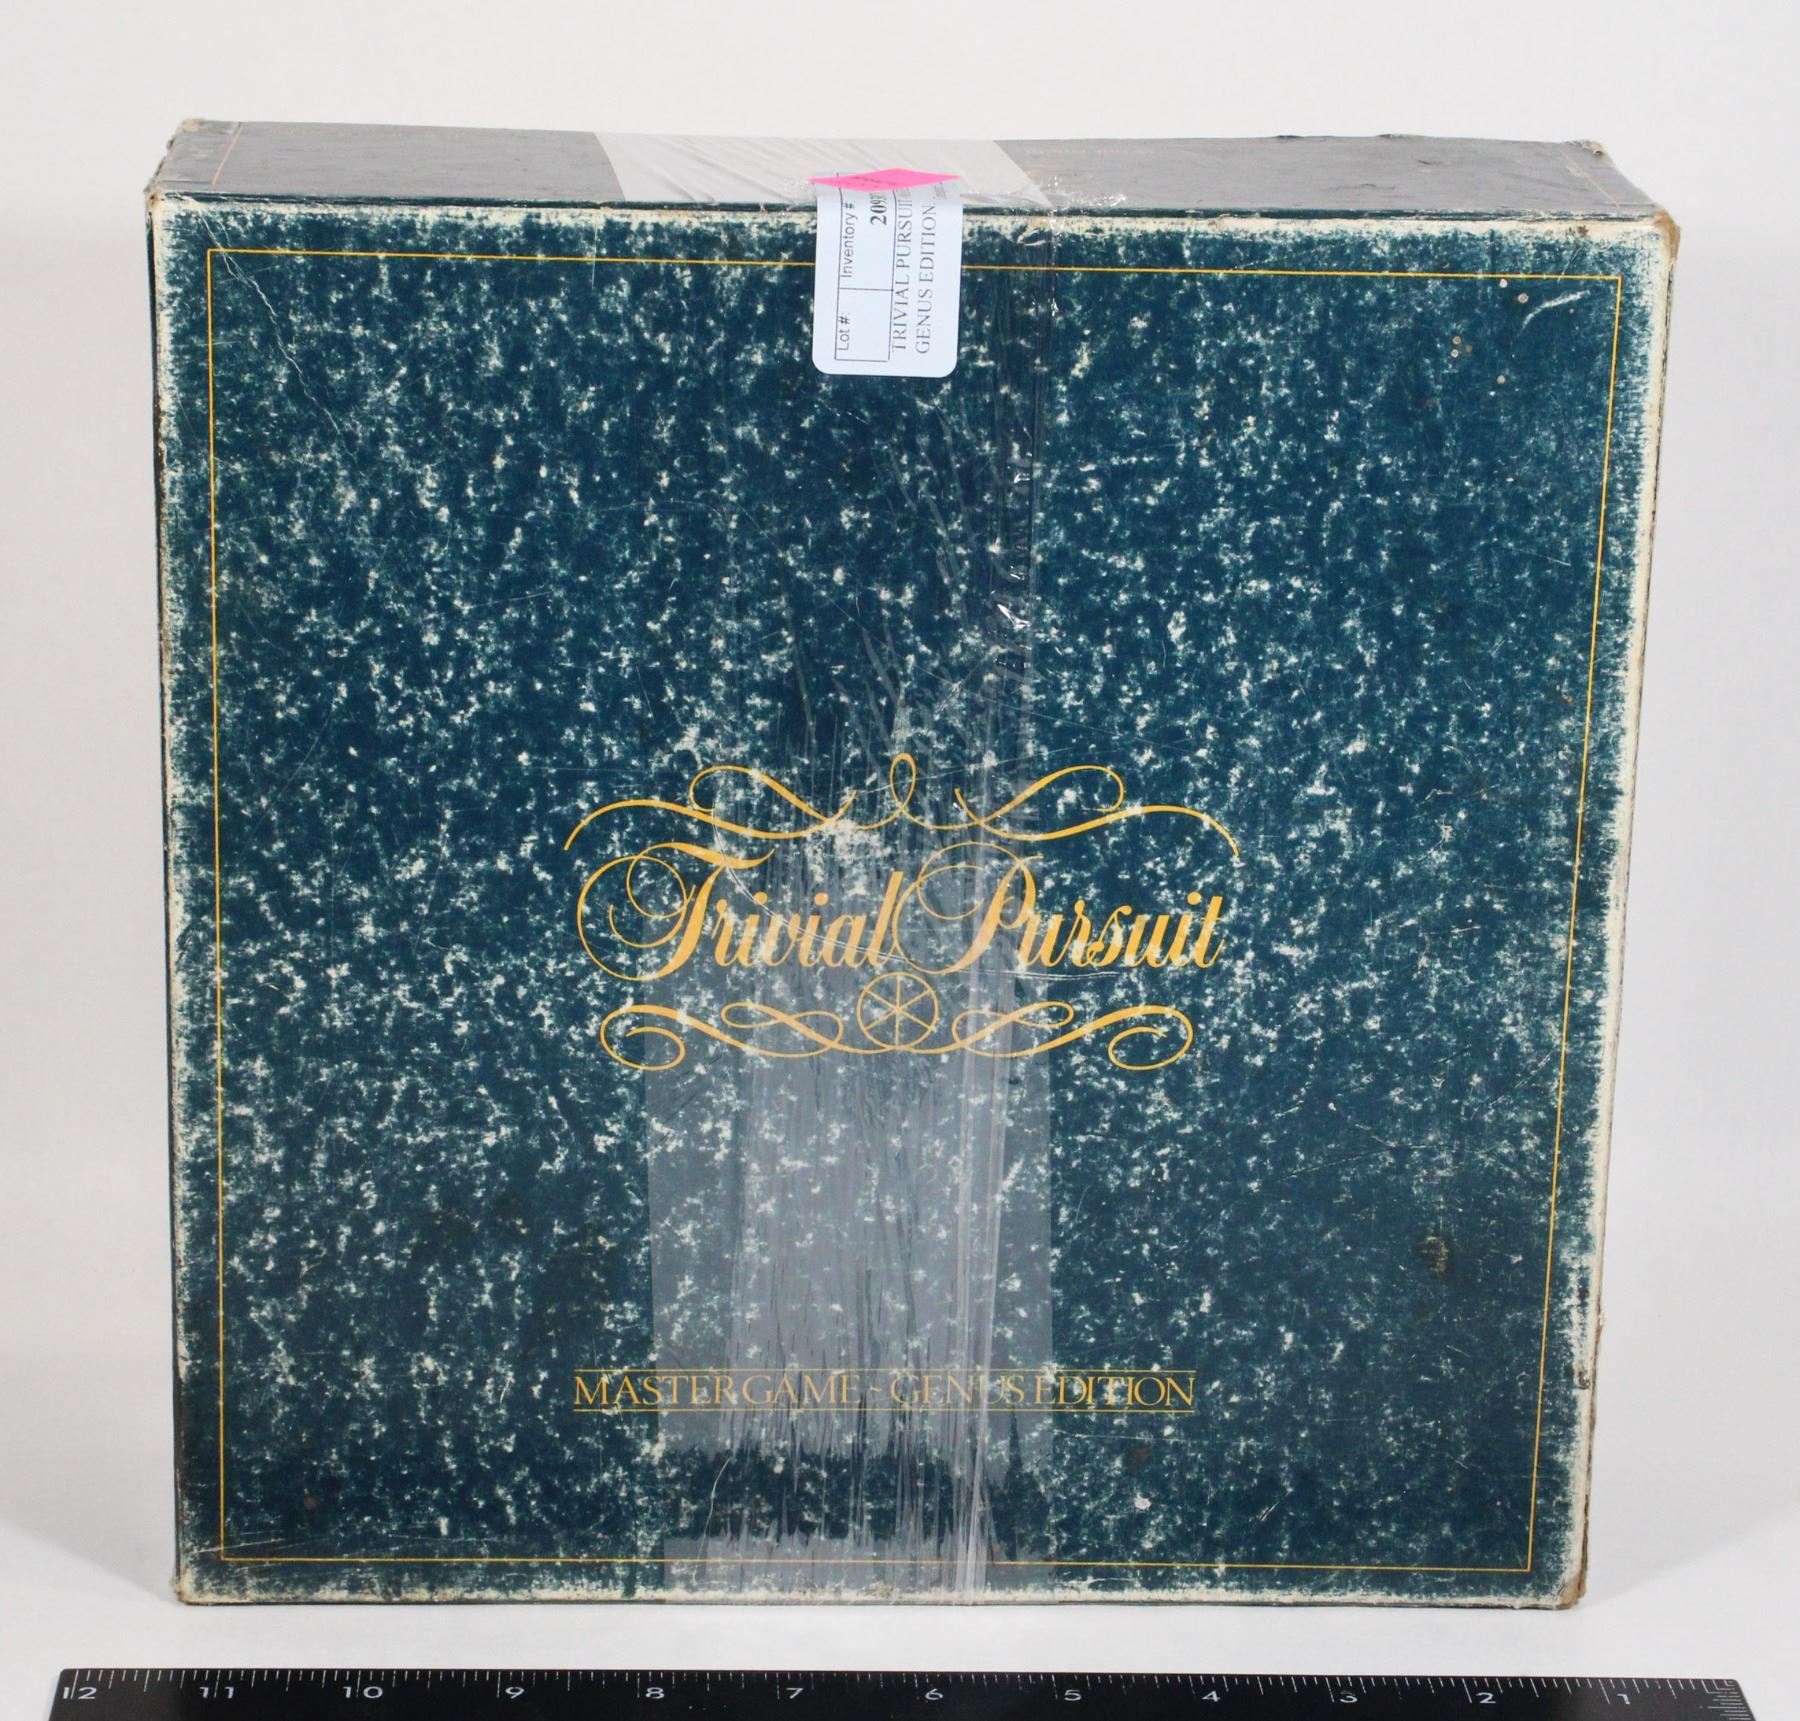 Lot #:
Inventory #
209
TRIVIAL PURSUIT
GENUS EDITION.
Trivial Pursuit
MASTER GAME ~ GENUS EDITION
12 11 10 9 8 7 6 5 4 3 2 1